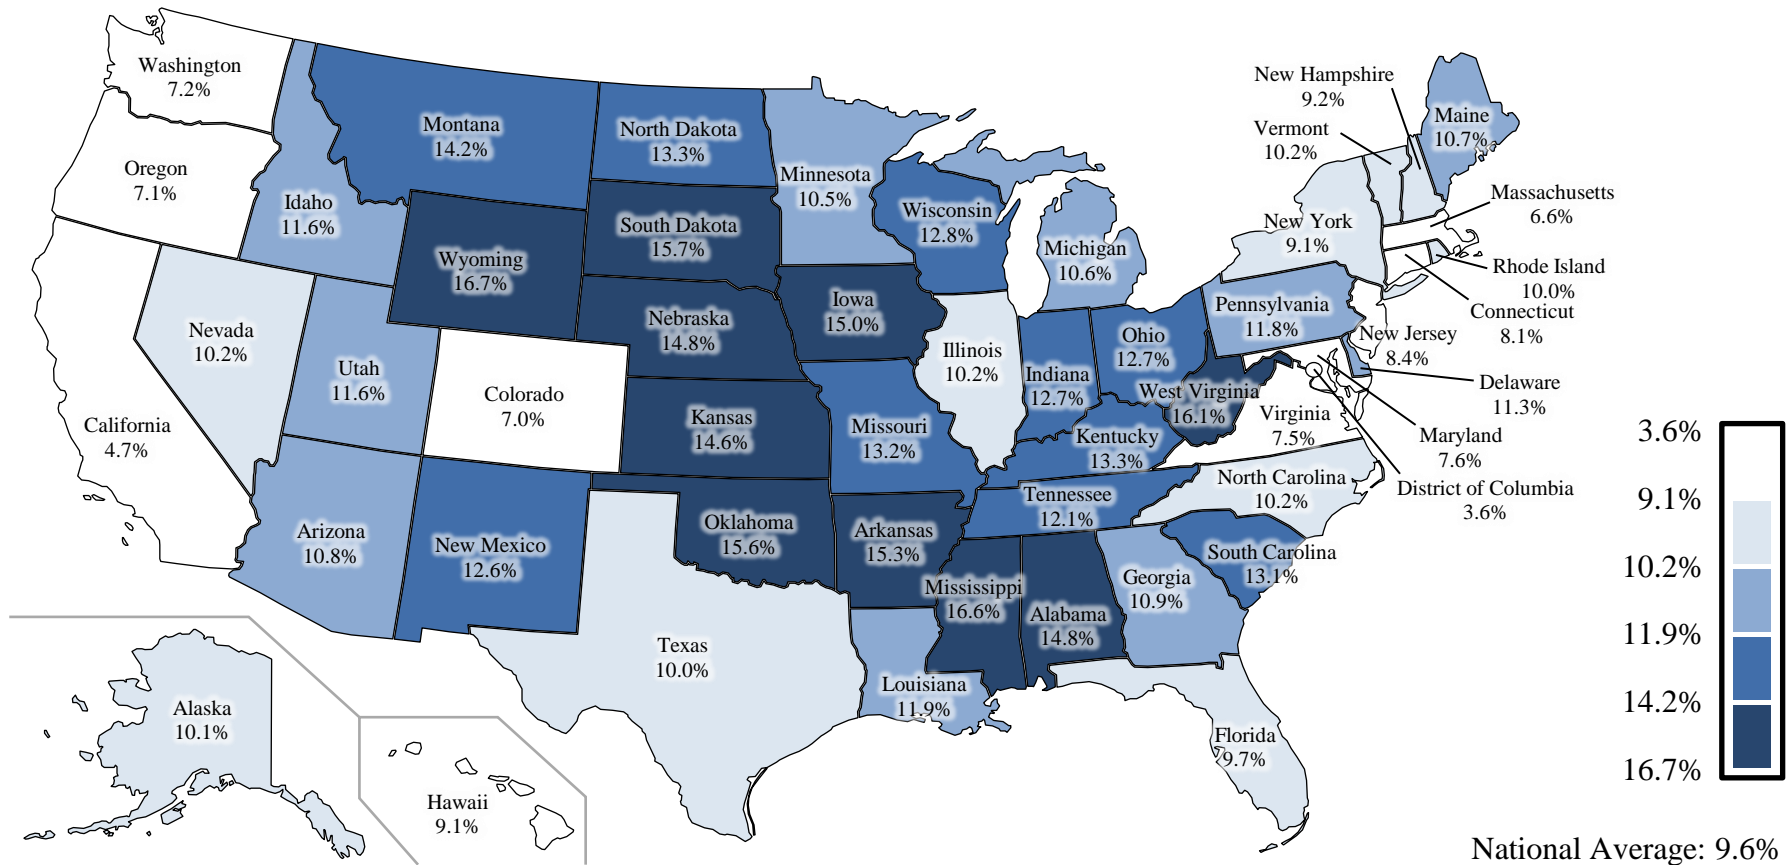 Washington
7.2%
Oregon
7.1%
California
4.7%
Idaho
11.6%
Nevada
10.2%
Montana
14.2%
Wyoming
16.7%
Utah
11.6%
Colorado
7.0%
Arizona
10.8%
New Mexico
12.6%
North Dakota
13.3%
South Dakota
15.7%
Nebraska
14.8%
Kansas
14.6%
Oklahoma
15.6%
Texas
10.0%
Minnesota
10.5%
Iowa
15.0%
Missouri
13.2%
Arkansas
15.3%
Louisiana
11.9%
Wisconsin
12.8%
Illinois
10.2%
Michigan
10.6%
Indiana
12.7%
Ohio
12.7%
Kentucky
13.3%
Tennessee
12.1%
Mississippi
16.6%
Alabama
14.8%
Georgia
10.9%
Florida
9.7%
South Carolina
13.1%
North Carolina
10.2%
West Virginia
16.1%
Virginia
7.5%
Pennsylvania
11.8%
New York
9.1%
New Hampshire
9.2%
Vermont
10.2%
Maine
10.7%
Massachusetts
6.6%
Rhode Island
10.0%
Connecticut
8.1%
New Jersey
8.4%
Delaware
11.3%
Maryland
7.6%
District of Columbia
3.6%
Alaska
10.1%
Hawaii
9.1%
3.6%
9.1%
10.2%
11.9%
14.2%
16.7%
National Average: 9.6%